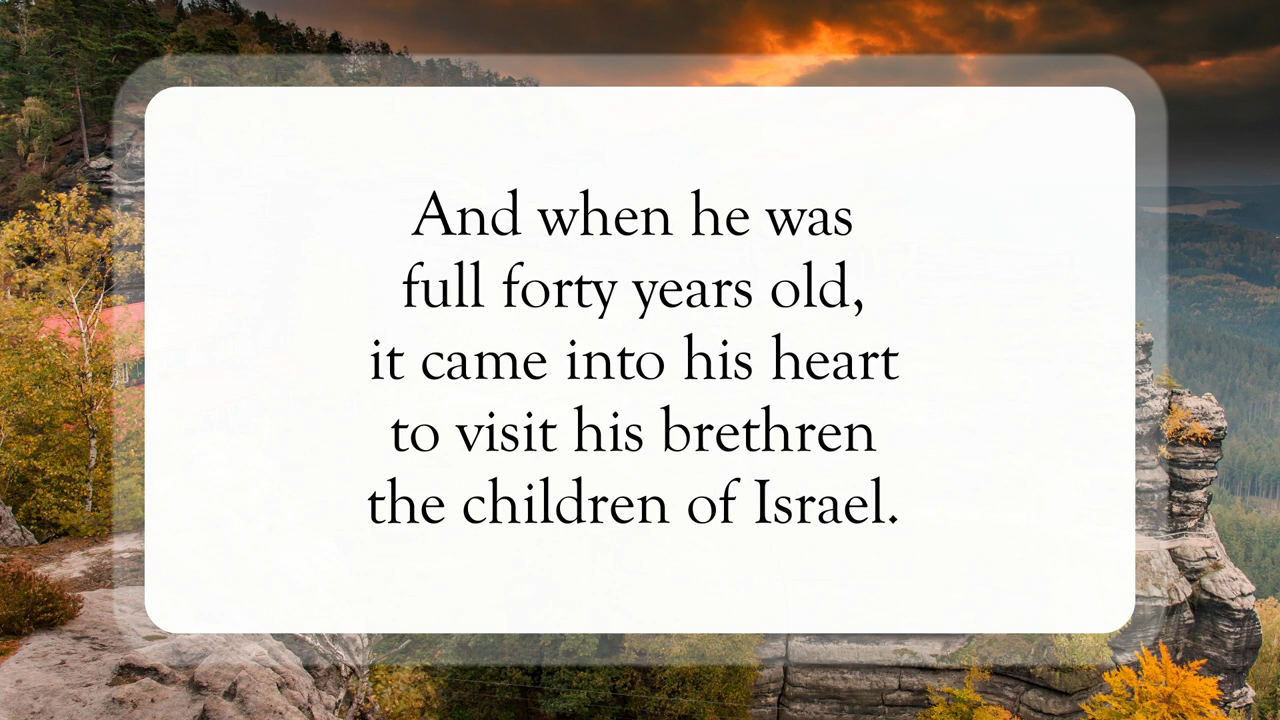 And when he was
full forty years old,
it came into his heart
to visit his brethren
the children of Israel.